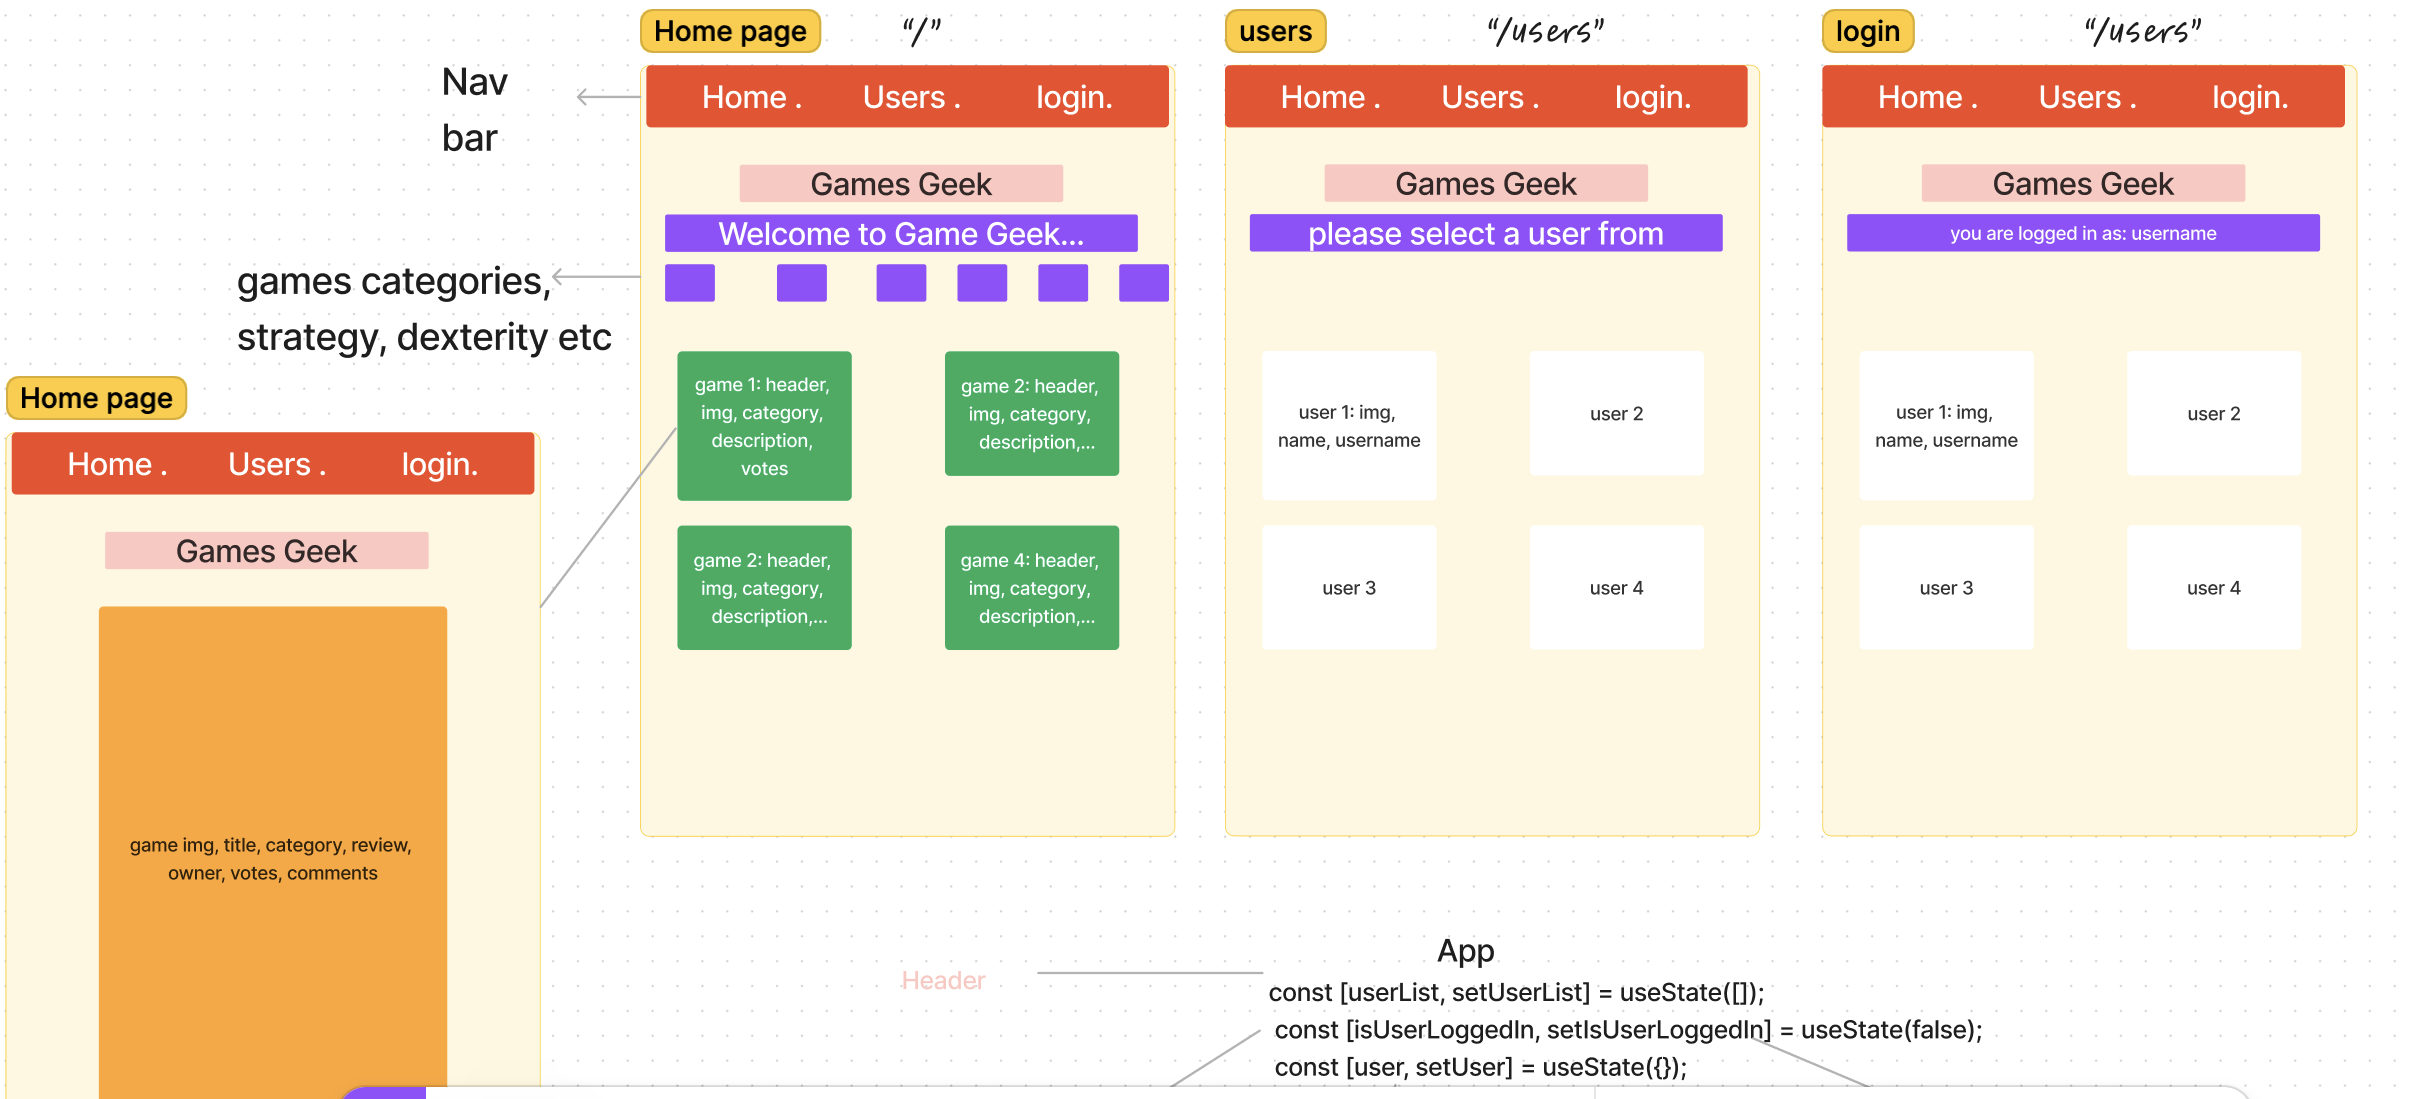 Home page
“/”
users
“/users”
login
“/users”
Nav
bar
Home .
Users .
login.
Home .
Users .
login.
Home .
Users .
login.
Games Geek
Games Geek
Games Geek
Welcome to Game Geek...
please select a user from
you are logged in as: username
games categories,
strategy, dexterity etc
game 1: header,
img, category,
description,
votes
game 2: header,
img, category,
description,...
game 2: header,
img, category,
description,...
game 4: header,
img, category,
description,...
user 1: img,
name, username
user 2
user 3
user 4
user 1: img,
name, username
user 2
user 3
user 4
Home page
Home .
Users .
login.
Games Geek
game img, title, category, review,
owner, votes, comments
Header
App
const [userList, setUserList] = useState([]);
const [isUserLoggedIn, setIsUserLoggedIn] = useState(false);
const [user, setUser] = useState({});